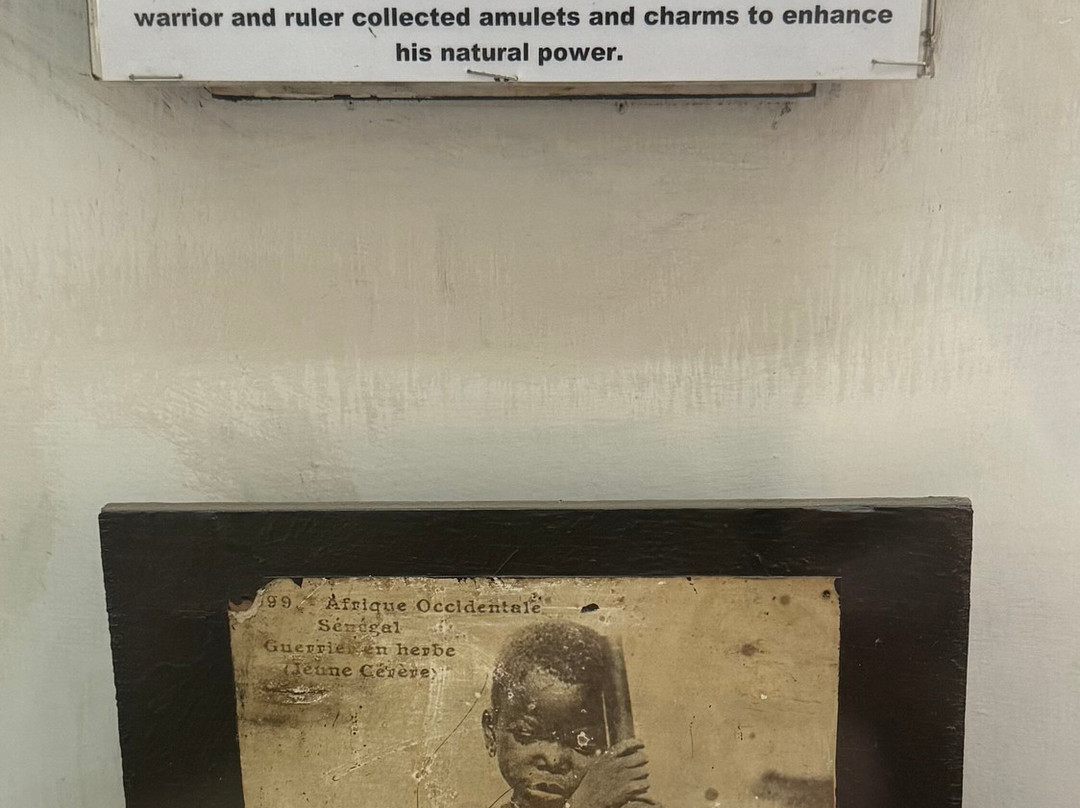 warrior and ruler collected amulets and charms to enhance
his natural power.
99. - Afrique Occidentale
Sénégal
Guerrier en herbe
(Jeune Cérère)